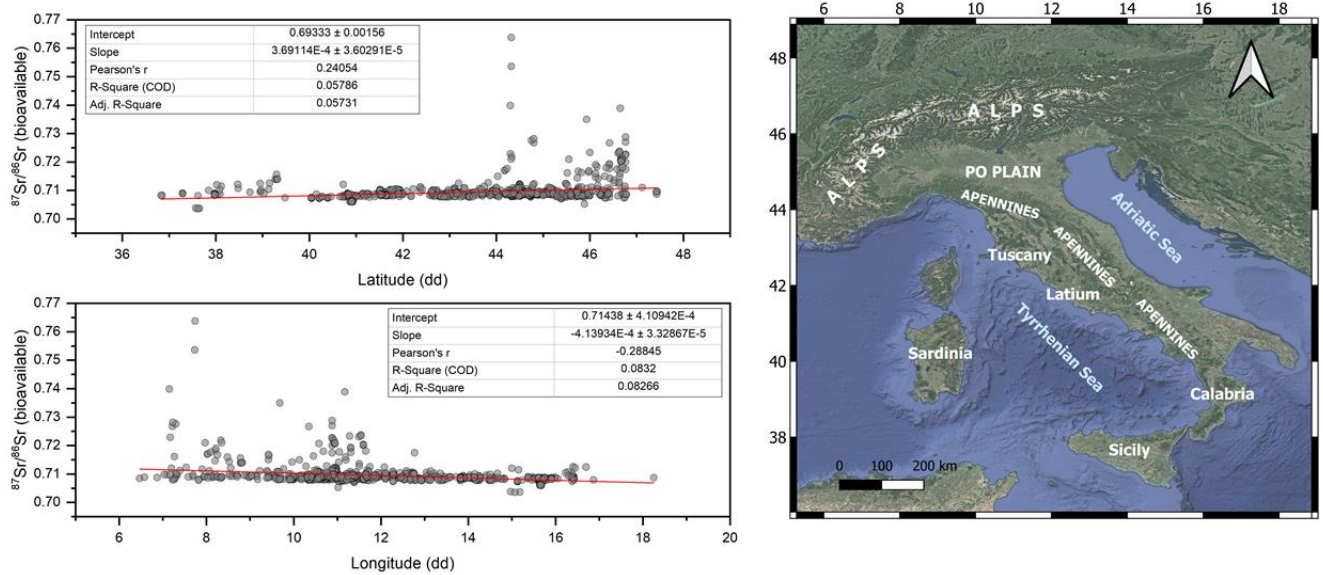 0.77
0.76
0.75
0.74
0.73
0.72
0.71
0.70
⁸⁷Sr/⁸⁶Sr (bioavailable)
Intercept 0.69333 ± 0.00156
Slope 3.69114E-4 ± 3.60291E-5
Pearson's r 0.24054
R-Square (COD) 0.05786
Adj. R-Square 0.05731
36 38 40 42 44 46 48
Latitude (dd)
0.77
0.76
0.75
0.74
0.73
0.72
0.71
0.70
⁸⁷Sr/⁸⁶Sr (bioavailable)
Intercept 0.71438 ± 4.10942E-4
Slope -4.13934E-4 ± 3.32867E-5
Pearson's r -0.28845
R-Square (COD) 0.0832
Adj. R-Square 0.08266
6 8 10 12 14 16 18 20
Longitude (dd)
6 8 10 12 14 16 18
48
46
44
42
40
38
ALPS
ALPS
PO PLAIN
APENNINES
Adriatic Sea
APENNINES
Tuscany
Latium
APENNINES
Tyrrhenian Sea
Sardinia
Calabria
Sicily
0 100 200 km
6 8 10 12 14 16 18